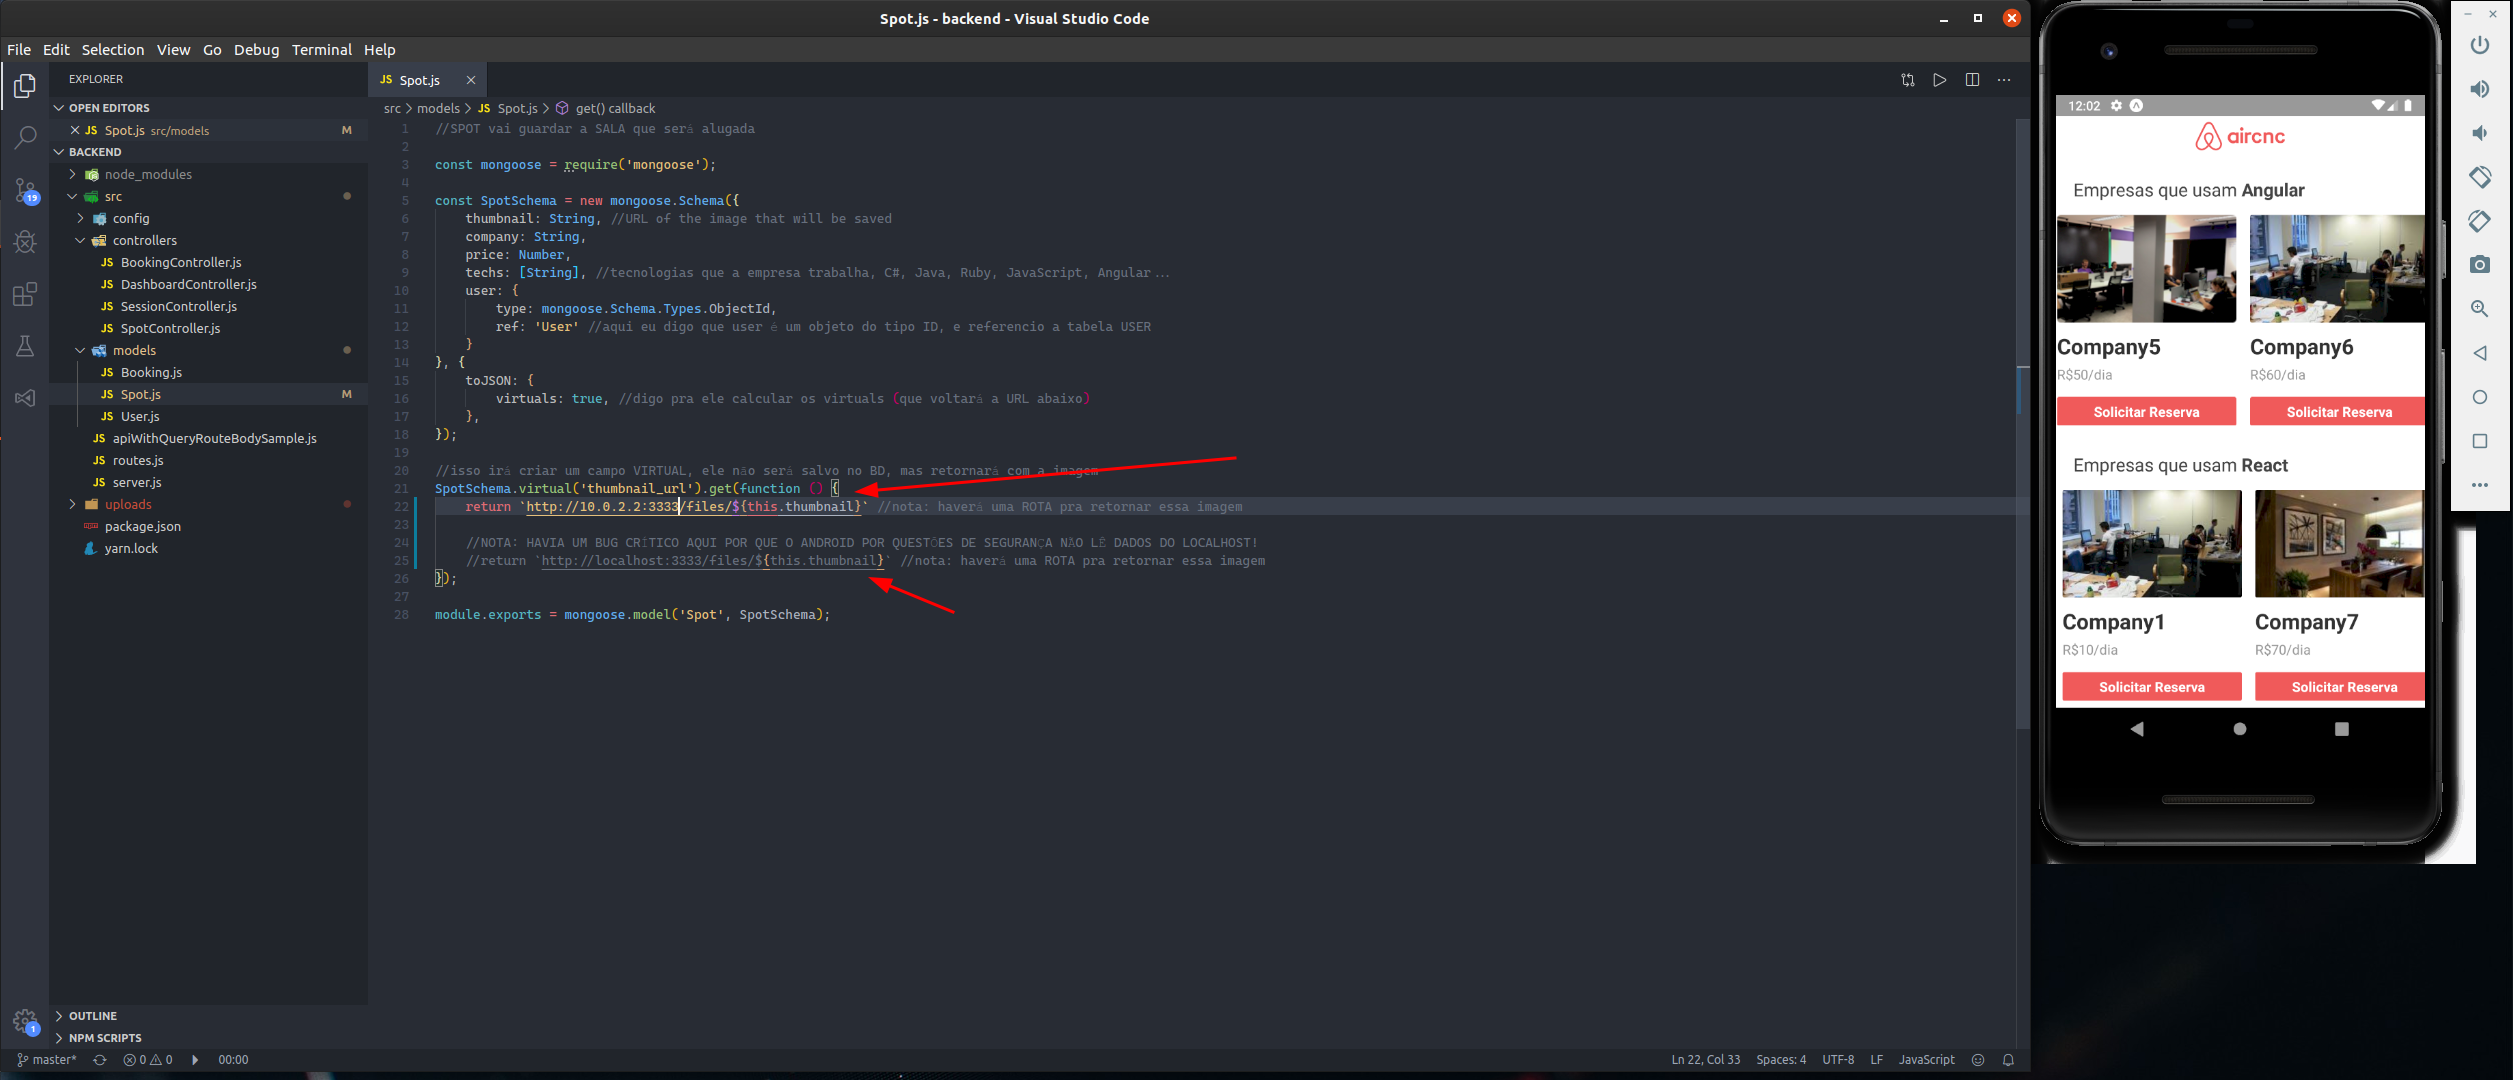 Spot.js - backend - Visual Studio Code
File Edit Selection View Go Debug Terminal Help
EXPLORER
OPEN EDITORS
JS Spot.js src/models M
BACKEND
node_modules
src
config
controllers
JS BookingController.js
JS DashboardController.js
JS SessionController.js
JS SpotController.js
models
JS Booking.js
JS Spot.js M
JS User.js
JS apiWithQueryRouteBodySample.js
JS routes.js
JS server.js
uploads
package.json
yarn.lock
OUTLINE
NPM SCRIPTS
19
1
JS Spot.js
src > models > JS Spot.js > get() callback
1 //SPOT vai guardar a SALA que será alugada
2
3 const mongoose = require('mongoose');
4
5 const SpotSchema = new mongoose.Schema({
6 thumbnail: String, //URL of the image that will be saved
7 company: String,
8 price: Number,
9 techs: [String], //tecnologias que a empresa trabalha, C#, Java, Ruby, JavaScript, Angular...
10 user: {
11 type: mongoose.Schema.Types.ObjectId,
12 ref: 'User' //aqui eu digo que user é um objeto do tipo ID, e referencio a tabela USER
13 }
14 }, {
15 toJSON: {
16 virtuals: true, //digo pra ele calcular os virtuals (que voltará a URL abaixo)
17 },
18 });
19
20 //isso irá criar um campo VIRTUAL, ele não será salvo no BD, mas retornará com a imagem
21 SpotSchema.virtual('thumbnail_url').get(function () {
22 return `http://10.0.2.2:3333/files/${this.thumbnail}` //nota: haverá uma ROTA pra retornar essa imagem
23
24 //NOTA: HAVIA UM BUG CRÍTICO AQUI POR QUE O ANDROID POR QUESTÕES DE SEGURANÇA NÃO LÊ DADOS DO LOCALHOST!
25 //return `http://localhost:3333/files/${this.thumbnail}` //nota: haverá uma ROTA pra retornar essa imagem
26 });
27
28 module.exports = mongoose.model('Spot', SpotSchema);
master* 0 0 00:00
Ln 22, Col 33 Spaces: 4 UTF-8 LF JavaScript
12:02
aircnc
Empresas que usam Angular
Company5 Company6
R$50/dia R$60/dia
Solicitar Reserva Solicitar Reserva
Empresas que usam React
Company1 Company7
R$10/dia R$70/dia
Solicitar Reserva Solicitar Reserva